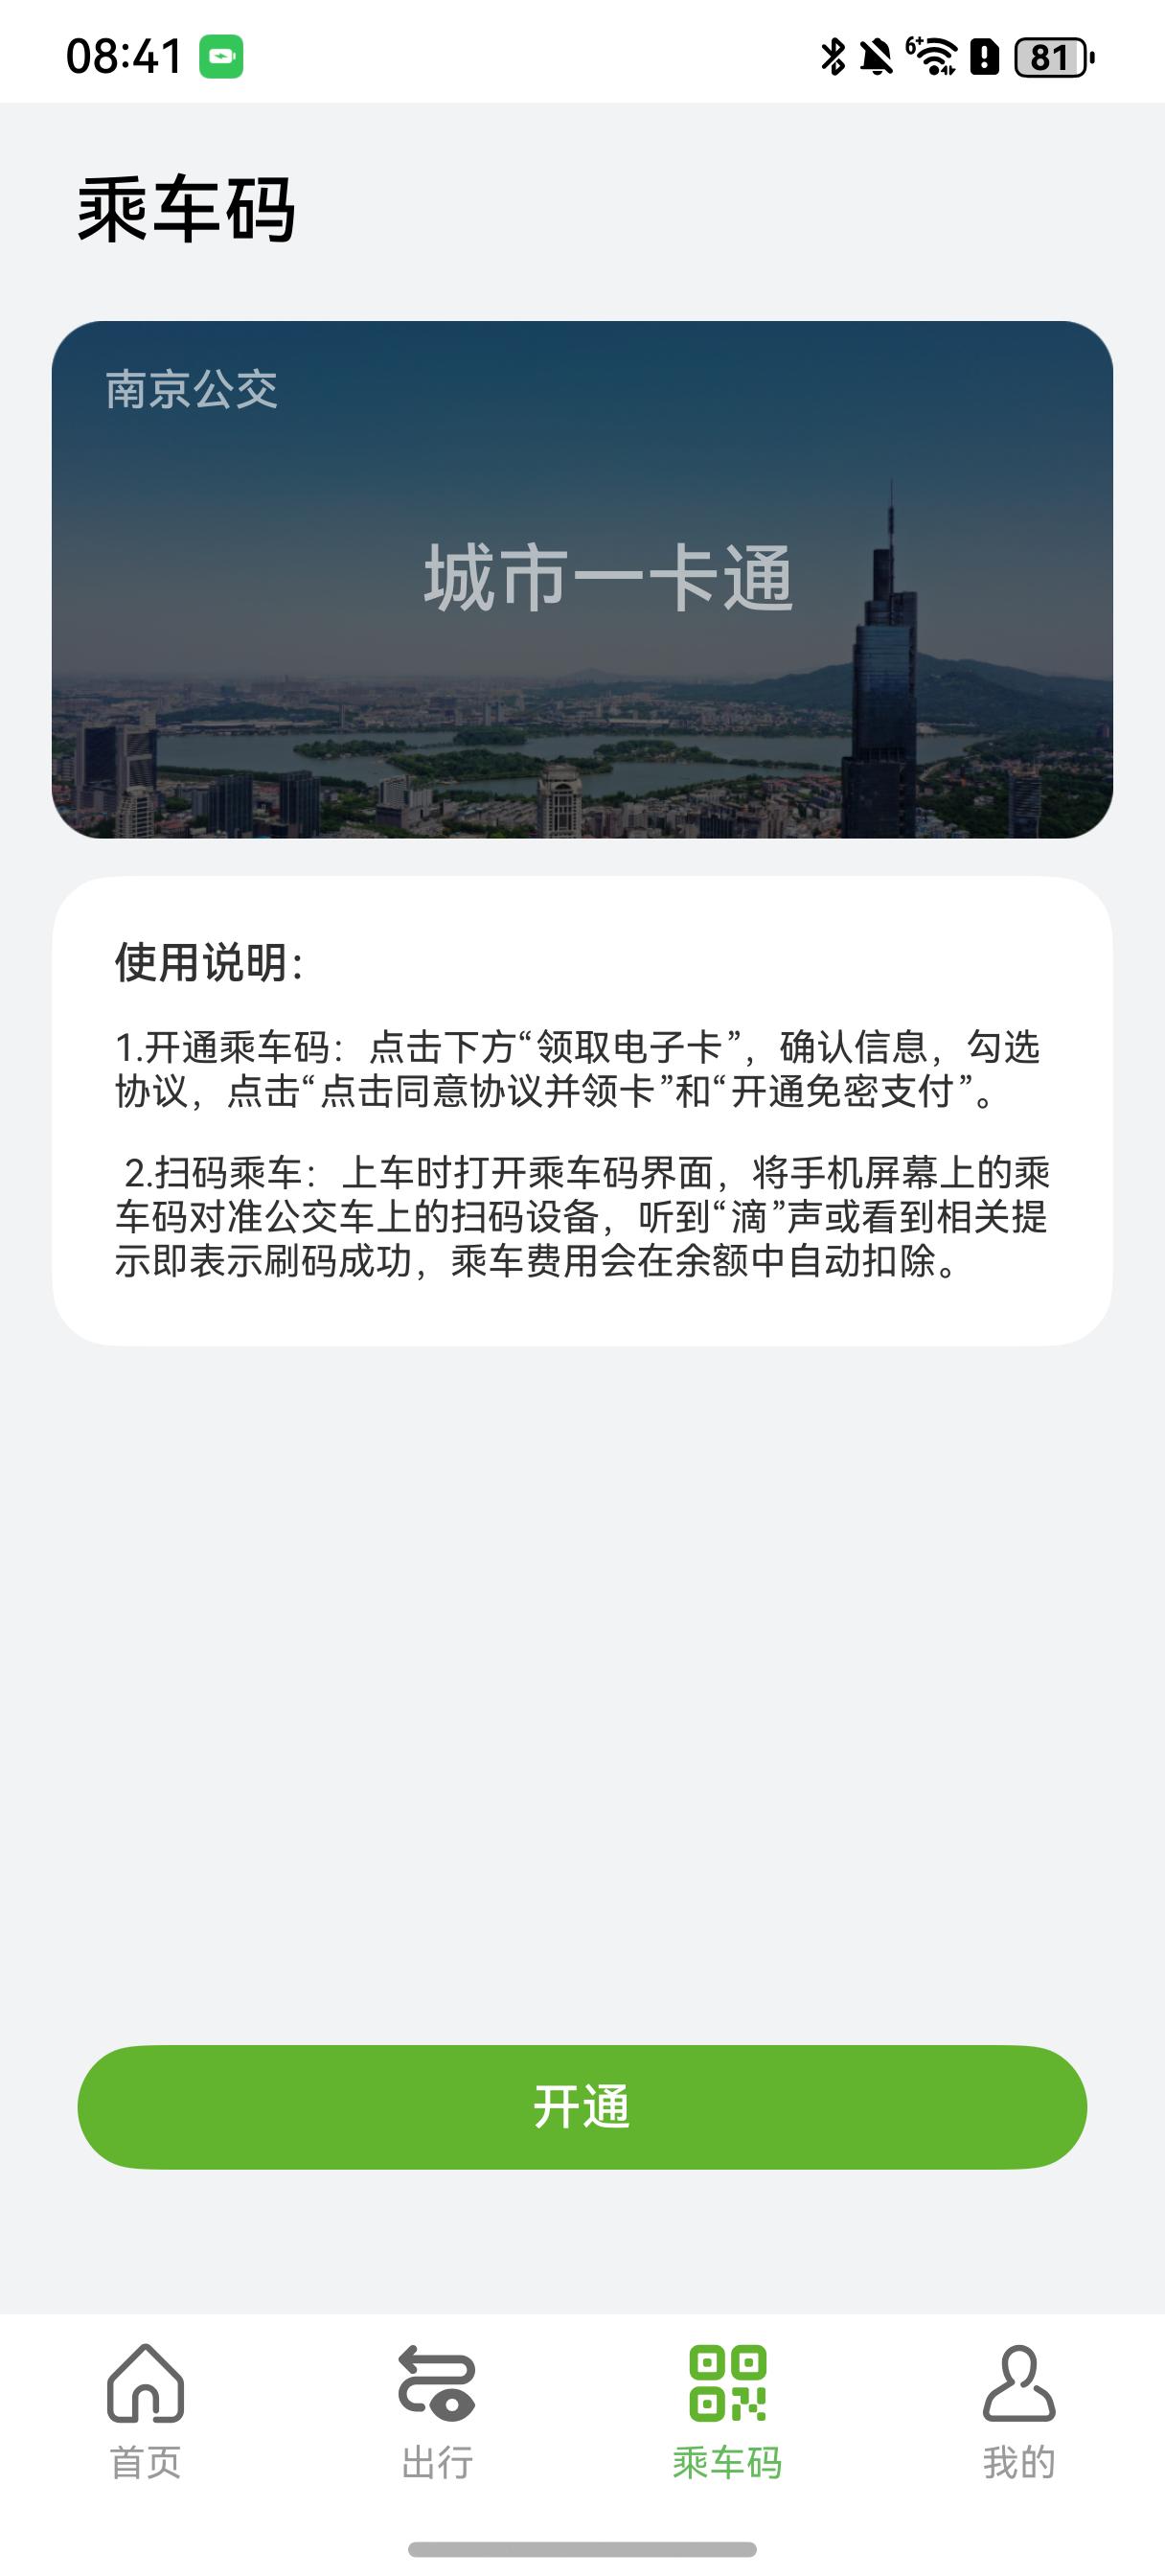 08:41
6+
81
乘车码
南京公交
城市一卡通
使用说明：
1.开通乘车码：点击下方“领取电子卡”，确认信息，勾选
协议，点击“点击同意协议并领卡”和“开通免密支付”。
2.扫码乘车：上车时打开乘车码界面，将手机屏幕上的乘
车码对准公交车上的扫码设备，听到“滴”声或看到相关提
示即表示刷码成功，乘车费用会在余额中自动扣除。
开通
首页
出行
乘车码
我的